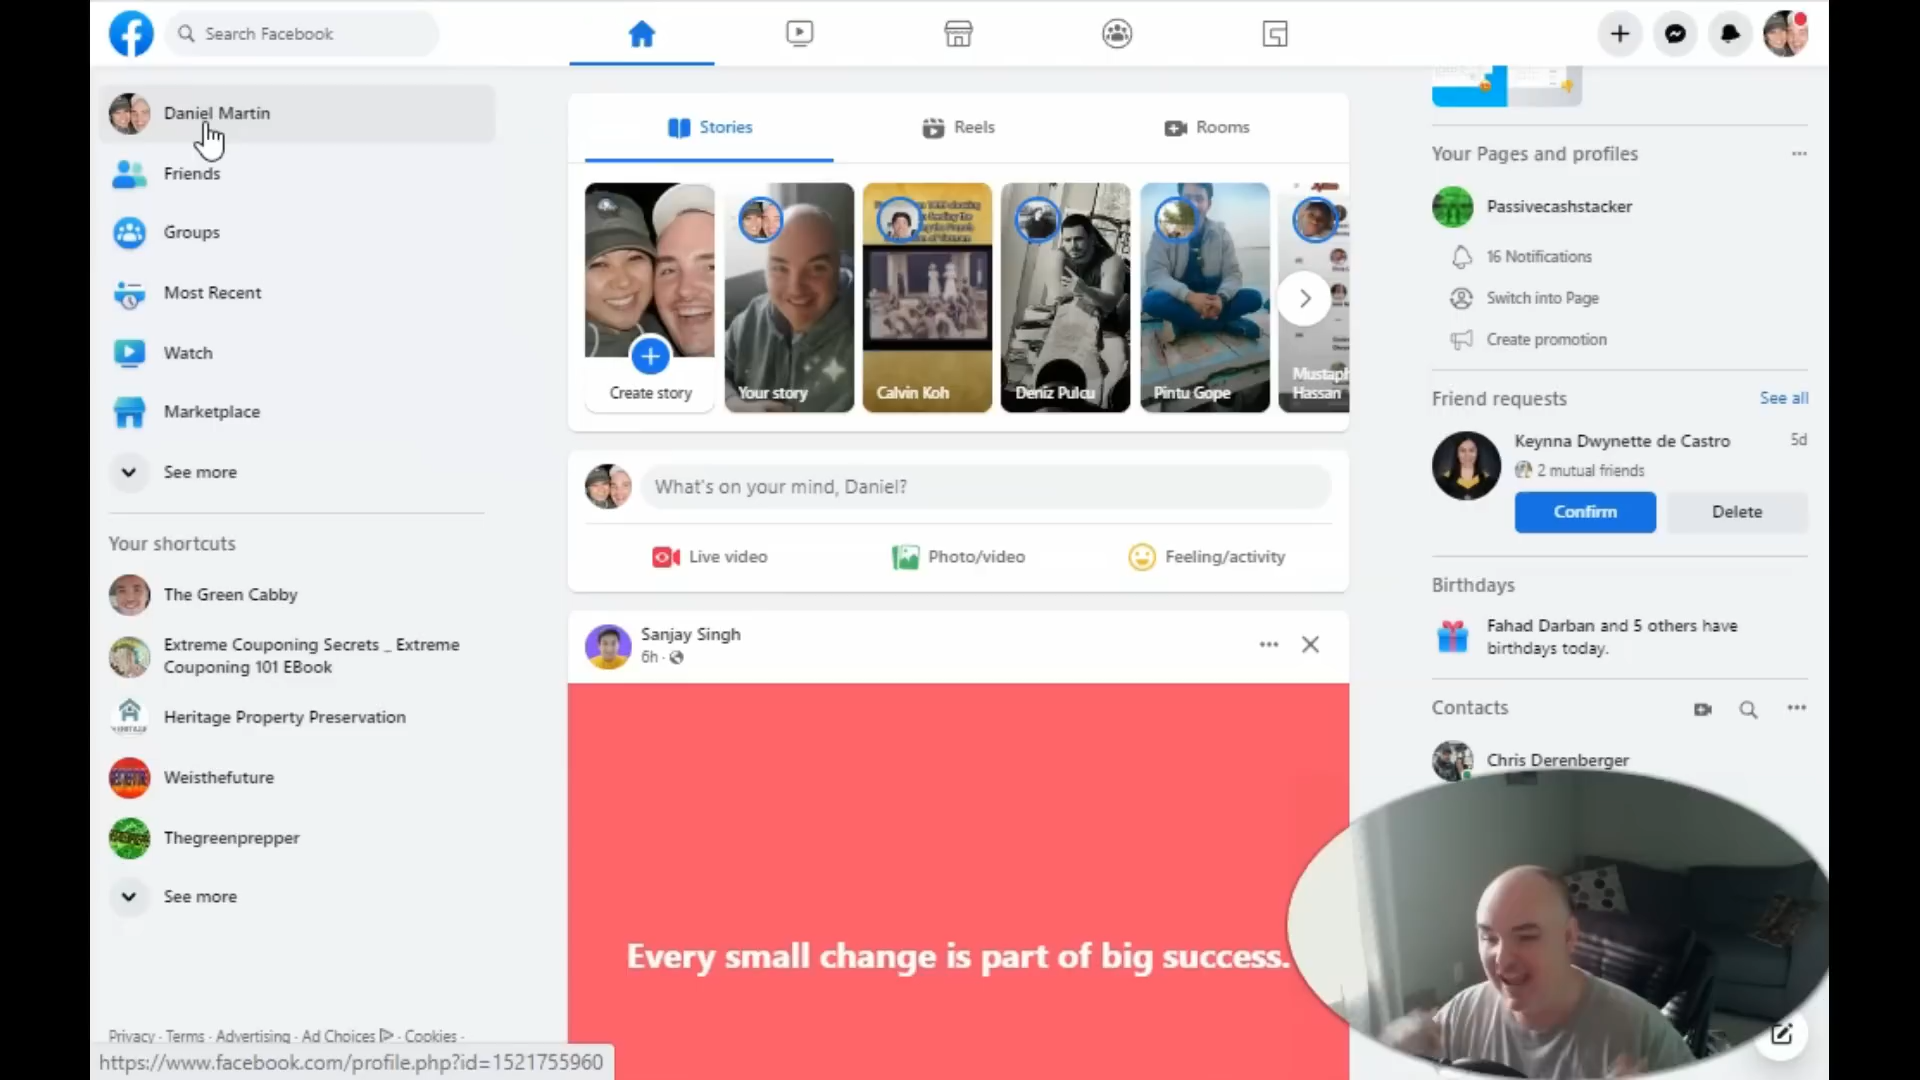 Search Facebook
Daniel Martin
Friends
Groups
Most Recent
Watch
Marketplace
See more
Your shortcuts
The Green Cabby
Extreme Couponing Secrets _ Extreme
Couponing 101 EBook
Heritage Property Preservation
Weisthefuture
Thegreenprepper
See more
Privacy · Terms · Advertising · Ad Choices · Cookies ·
https://www.facebook.com/profile.php?id=1521755960
Stories
Reels
Rooms
Create story
Your story
Calvin Koh
Deniz Pulcu
Pintu Gope
Mustaph
Hassan
What's on your mind, Daniel?
Live video
Photo/video
Feeling/activity
Sanjay Singh
6h ·
Every small change is part of big success.
Your Pages and profiles
Passivecashstacker
16 Notifications
Switch into Page
Create promotion
Friend requests
See all
Keynna Dwynette de Castro
5d
2 mutual friends
Confirm
Delete
Birthdays
Fahad Darban and 5 others have
birthdays today.
Contacts
Chris Derenberger